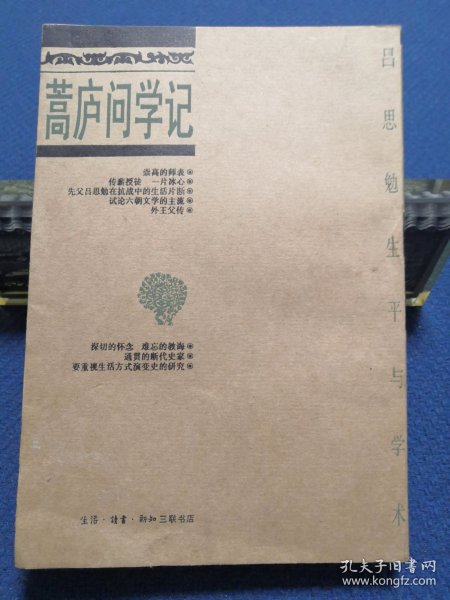 蒿庐问学记
吕思勉生平与学术
崇高的师表
传薪授徒 一片冰心
先父吕思勉在抗战中的生活片断
试论六朝文学的主流
外王父传
探切的怀念 难忘的教诲
通贯的断代史家
要重视生活方式演变史的研究
生活·讀書·新知三联书店
孔夫子旧书网
www.kongfz.com